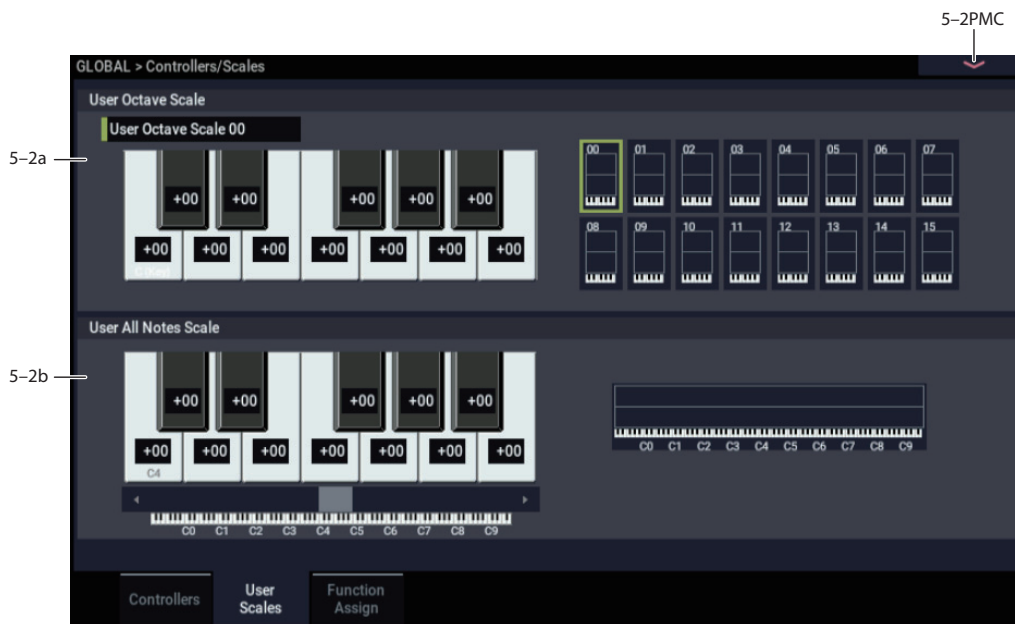 5–2PMC
GLOBAL > Controllers/Scales
User Octave Scale
User Octave Scale 00
5–2a
00 01 02 03 04 05 06 07
+00 +00 +00 +00 +00
+00 +00 +00 +00 +00 +00 +00
C (Key)
08 09 10 11 12 13 14 15
User All Notes Scale
5–2b
+00 +00 +00 +00 +00
+00 +00 +00 +00 +00 +00 +00
C4
C0 C1 C2 C3 C4 C5 C6 C7 C8 C9
C0 C1 C2 C3 C4 C5 C6 C7 C8 C9
Controllers
User
Scales
Function
Assign